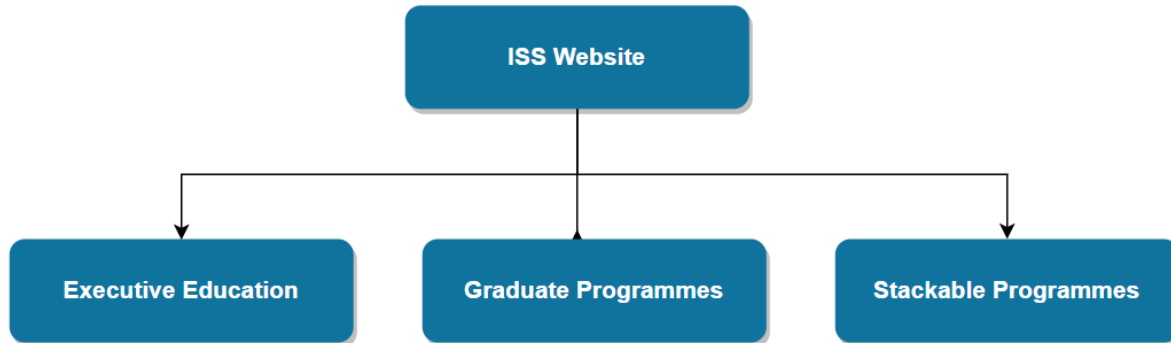 ISS Website
Executive Education
Graduate Programmes
Stackable Programmes